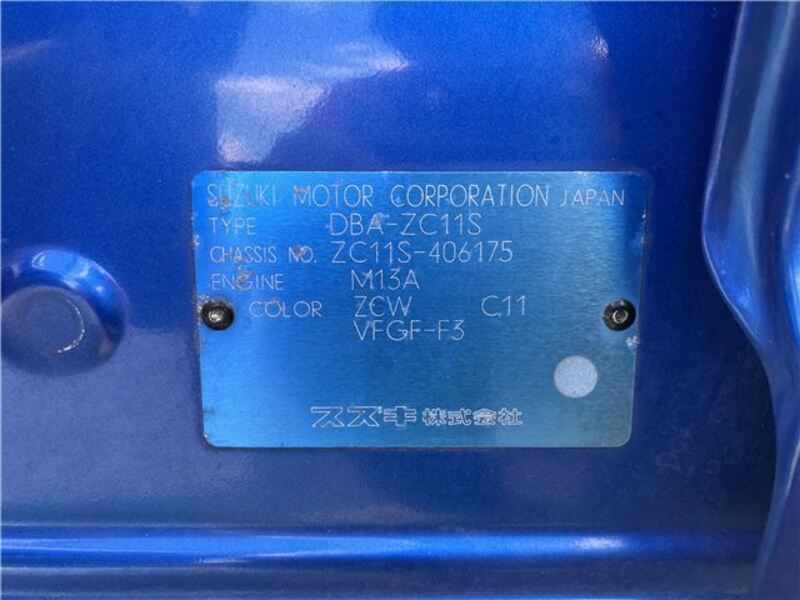 SUZUKI MOTOR CORPORATION JAPAN
TYPE DBA-ZC11S
CHASSIS NO. ZC11S-406175
ENGINE M13A
COLOR ZCW C11
VFGF-F3
スズキ株式会社